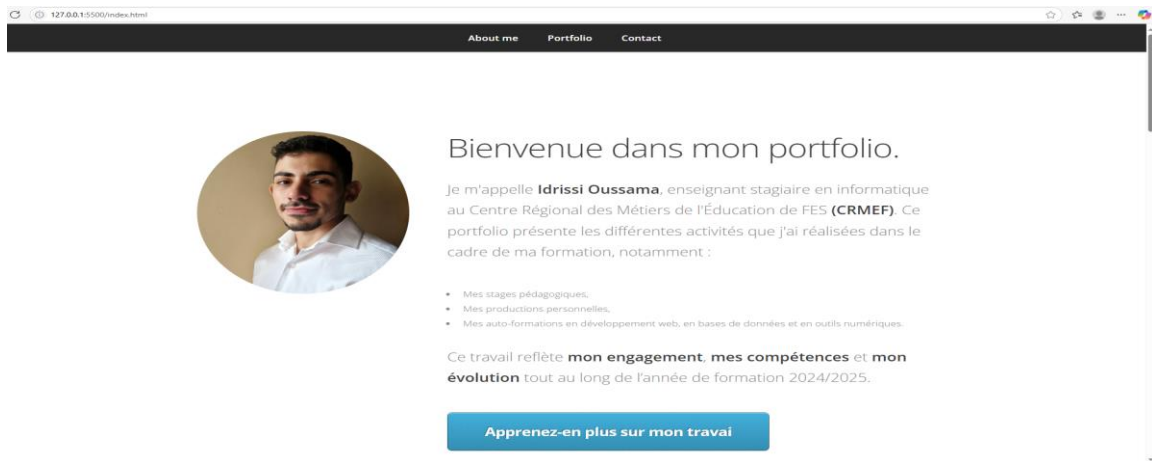 127.0.0.1:5500/index.html
About me Portfolio Contact
Bienvenue dans mon portfolio.
Je m'appelle Idrissi Oussama, enseignant stagiaire en informatique
au Centre Régional des Métiers de l'Éducation de FES (CRMEF). Ce
portfolio présente les différentes activités que j'ai réalisées dans le
cadre de ma formation, notamment :
Mes stages pédagogiques,
Mes productions personnelles,
Mes auto-formations en développement web, en bases de données et en outils numériques.
Ce travail reflète mon engagement, mes compétences et mon
évolution tout au long de l'année de formation 2024/2025.
Apprenez-en plus sur mon travai